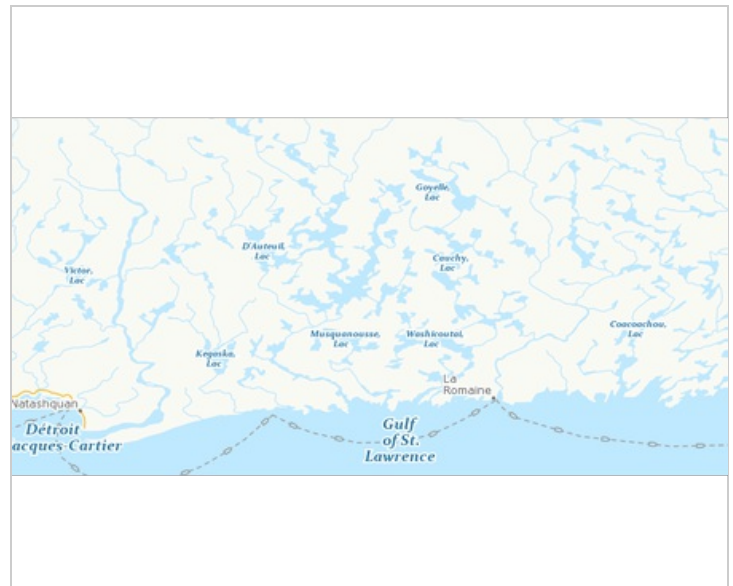 Goyelle,
Lac
D'Auteuil,
Lac
Victor,
Lac
Cauchy,
Lac
Musquanousse,
Lac
Washicoutai,
Lac
Coacoachou,
Lac
Kegaska,
Lac
La
Romaine
Natashquan
Détroit
acques-Cartier
Gulf
of St.
Lawrence